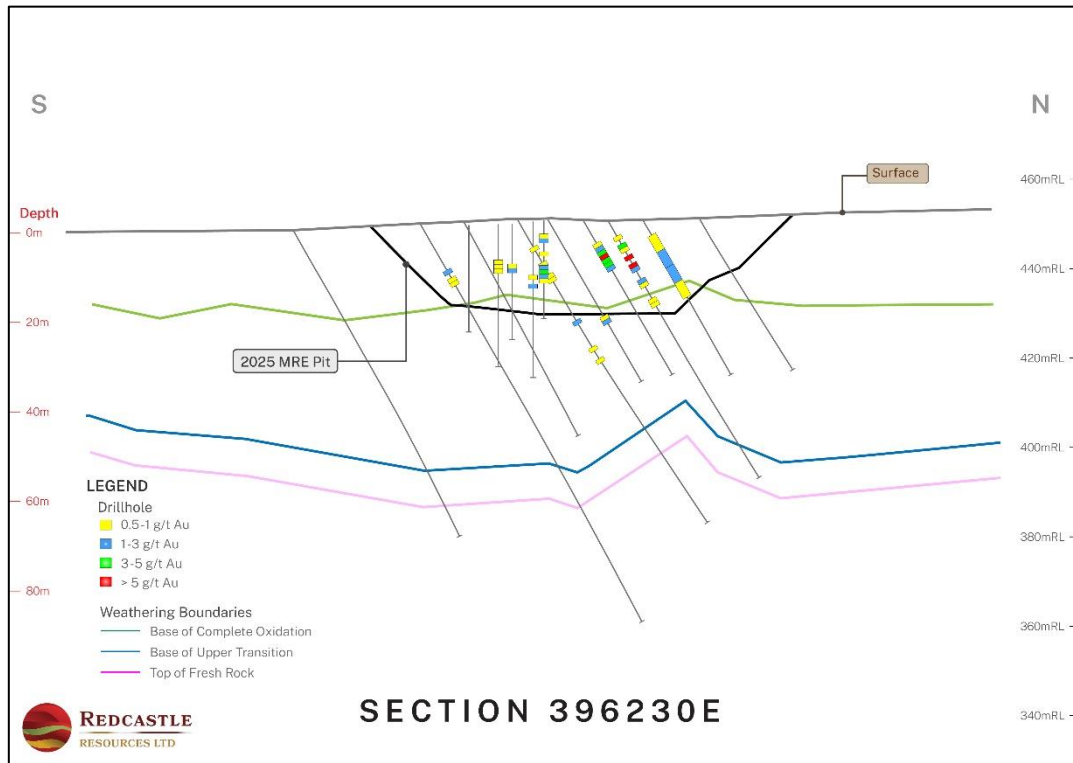 S
N
460mRL
Surface
Depth
0m
440mRL
20m
2025 MRE Pit
420mRL
40m
400mRL
LEGEND
Drillhole
0.5-1 g/t Au
1-3 g/t Au
3-5 g/t Au
> 5 g/t Au
60m
380mRL
80m
Weathering Boundaries
Base of Complete Oxidation
Base of Upper Transition
Top of Fresh Rock
360mRL
340mRL
SECTION 396230E
REDCASTLE
RESOURCES LTD